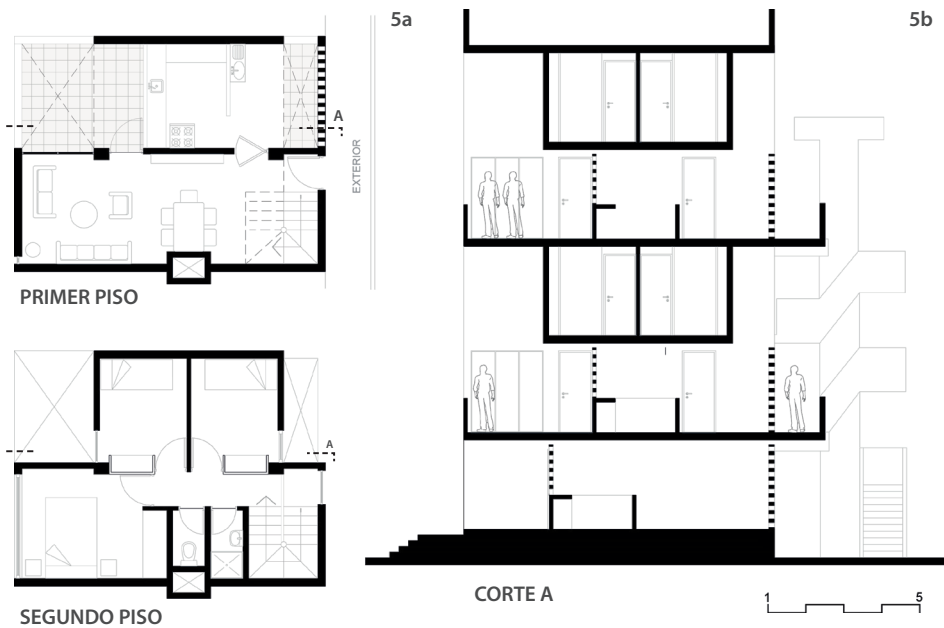 5a
5b
A
EXTERIOR
PRIMER PISO
A
SEGUNDO PISO
CORTE A
1 5